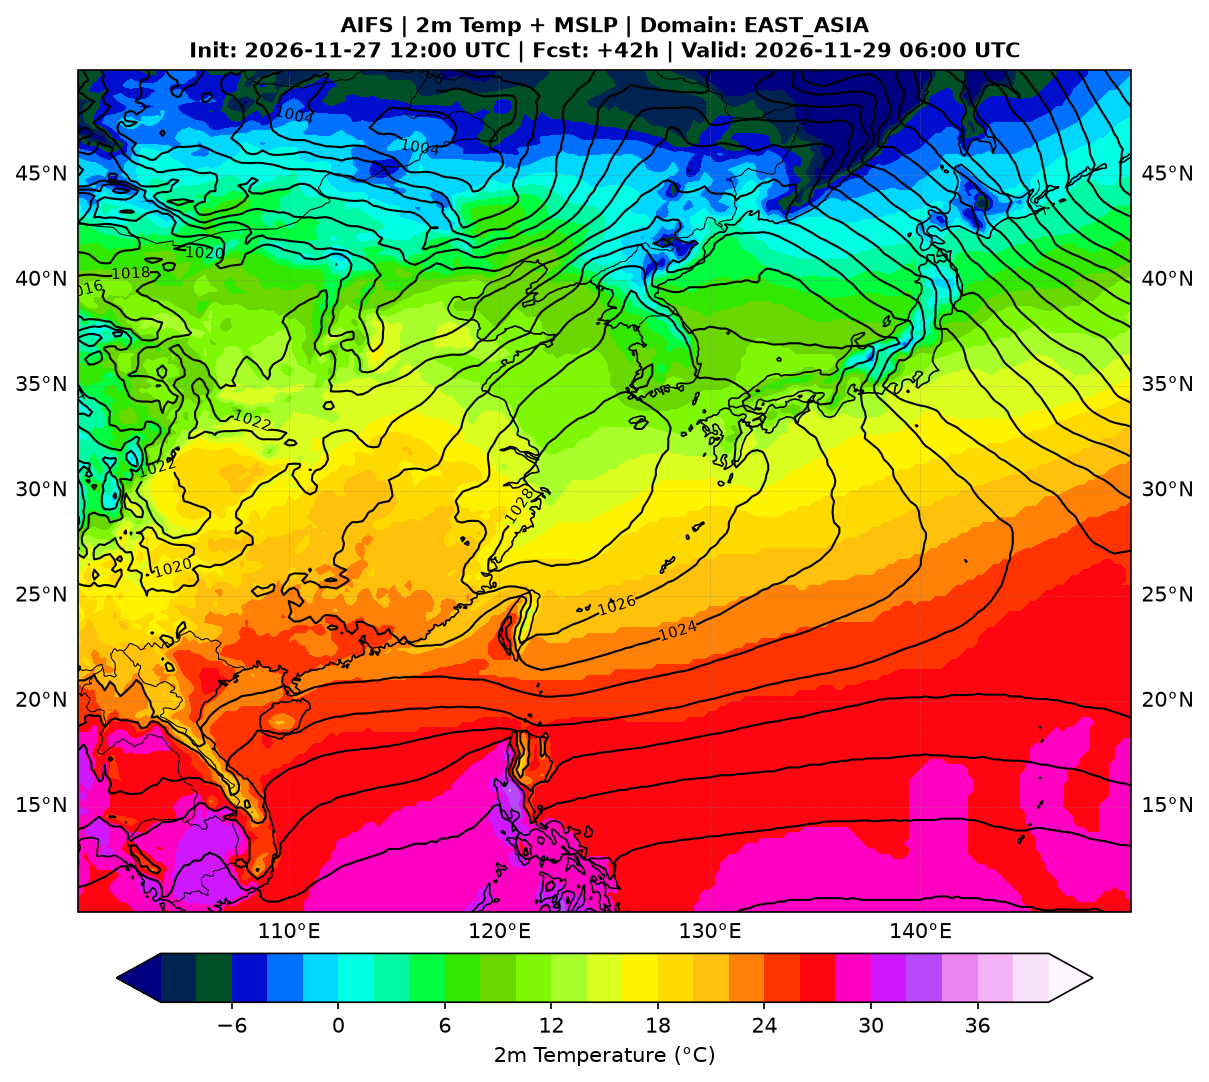 AIFS | 2m Temp + MSLP | Domain: EAST_ASIA
Init: 2026-11-27 12:00 UTC | Fcst: +42h | Valid: 2026-11-29 06:00 UTC
1004
1004
45°N
45°N
1020
1018
40°N
40°N
35°N
35°N
1022
1022
30°N
30°N
1028
1020
25°N
25°N
1026
1024
20°N
20°N
15°N
15°N
110°E
120°E
130°E
140°E
−6
0
6
12
18
24
30
36
2m Temperature (°C)